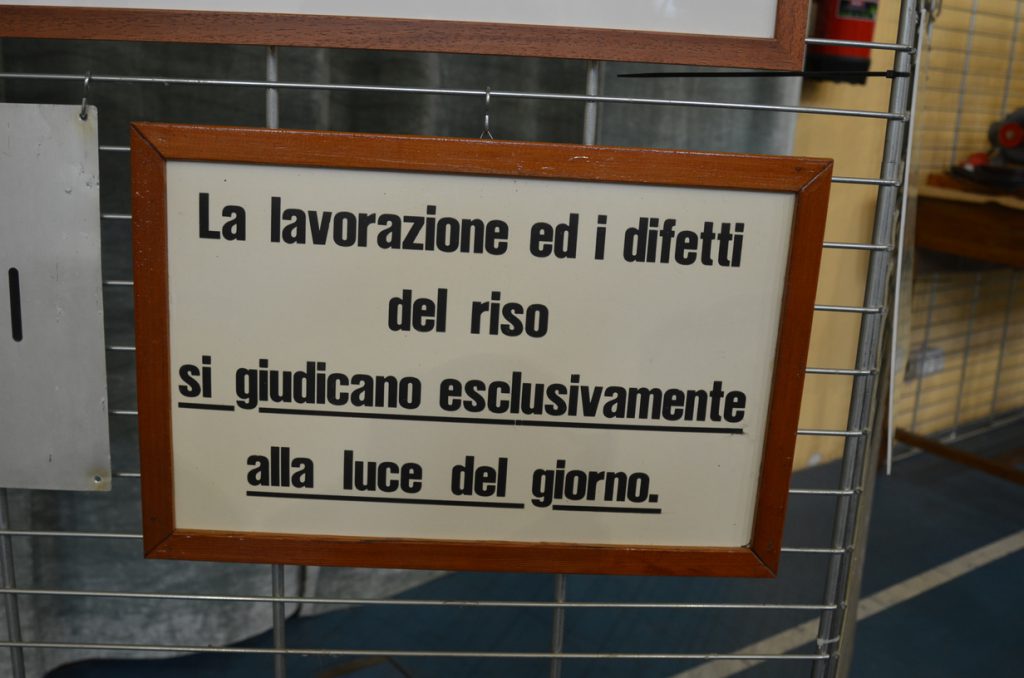 La lavorazione ed i difetti
del riso
si giudicano esclusivamente
alla luce del giorno.